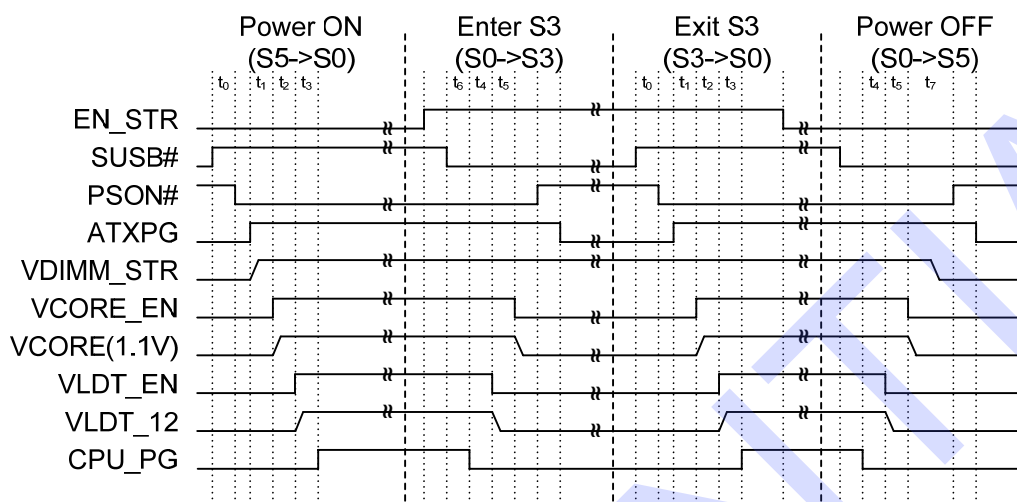 Power ON Enter S3 Exit S3 Power OFF
(S5->S0) (S0->S3) (S3->S0) (S0->S5)
t0 t1 t2 t3 t6 t4 t5 t0 t1 t2 t3 t4 t5 t7
EN_STR
SUSB#
PSON#
ATXPG
VDIMM_STR
VCORE_EN
VCORE(1.1V)
VLDT_EN
VLDT_12
CPU_PG